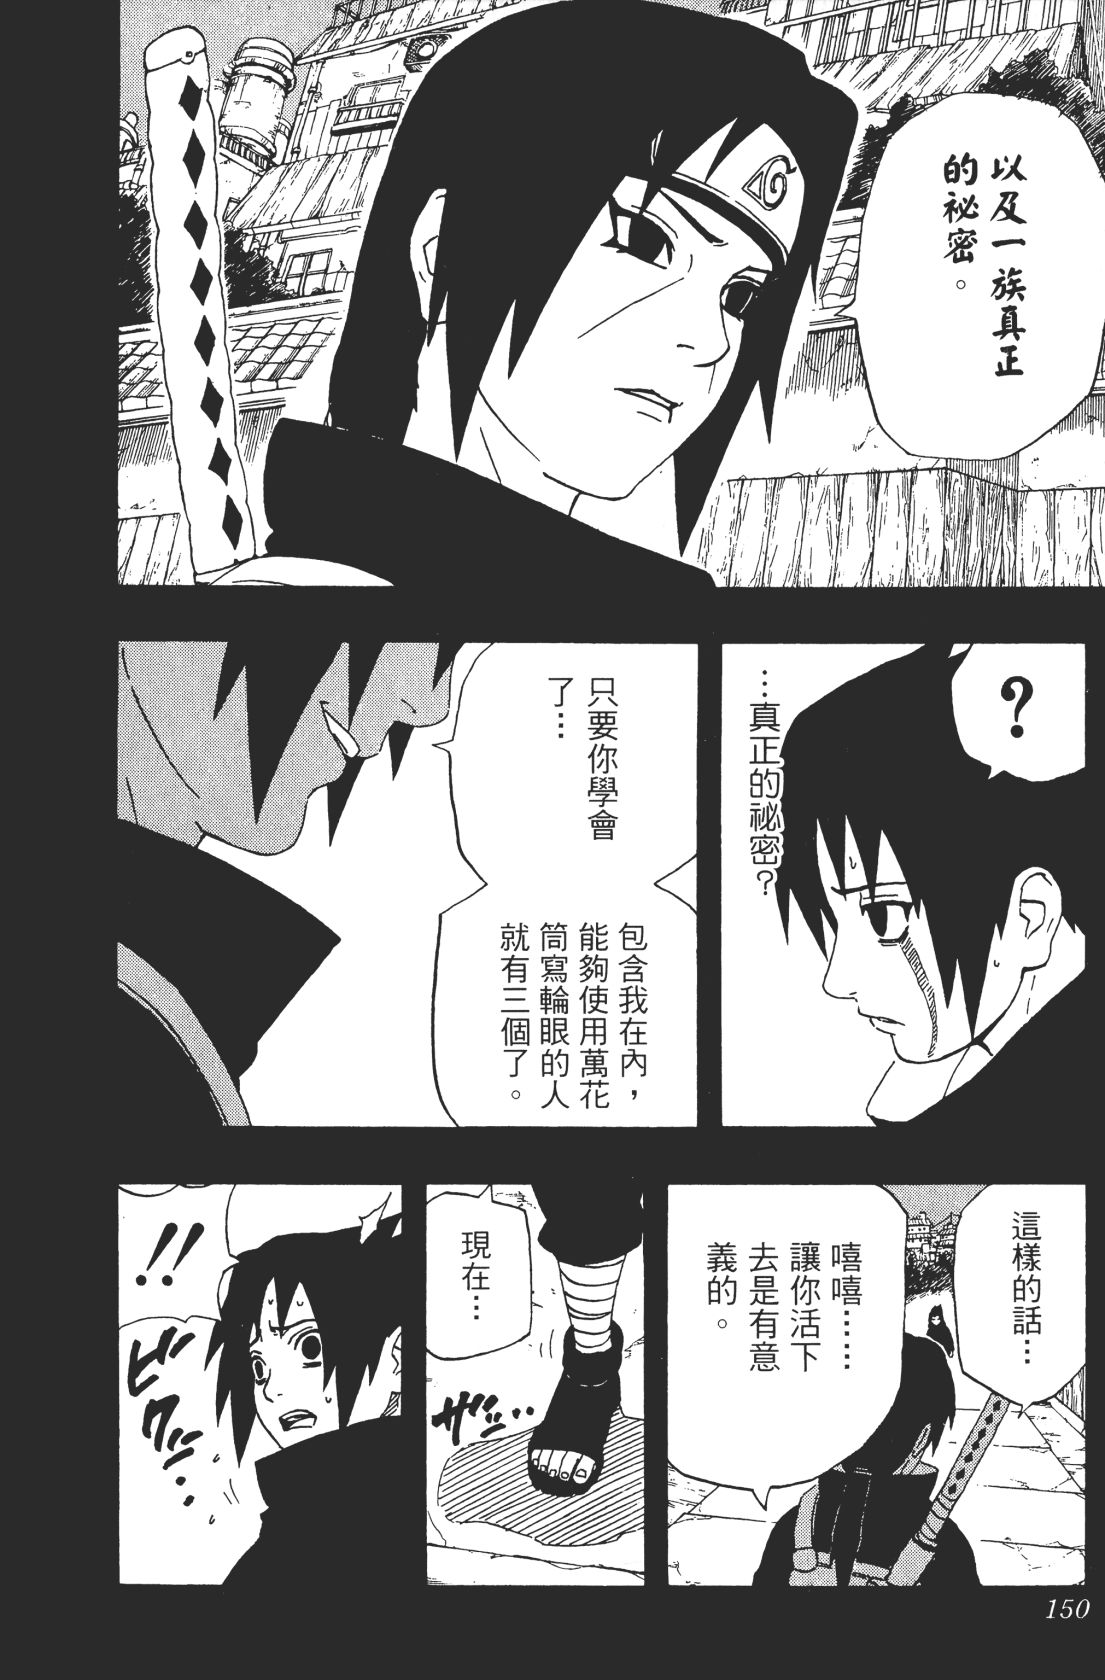 以及一族真正
的祕密。
?
…真正的祕密?
只要你學會
了…
包含我在內，
能夠使用萬花
筒寫輪眼的人
就有三個了。
這樣的話…
嘻嘻……
讓你活下
去是有意
義的。
現在…
ザッ‥
!!
ビクッ‥
150